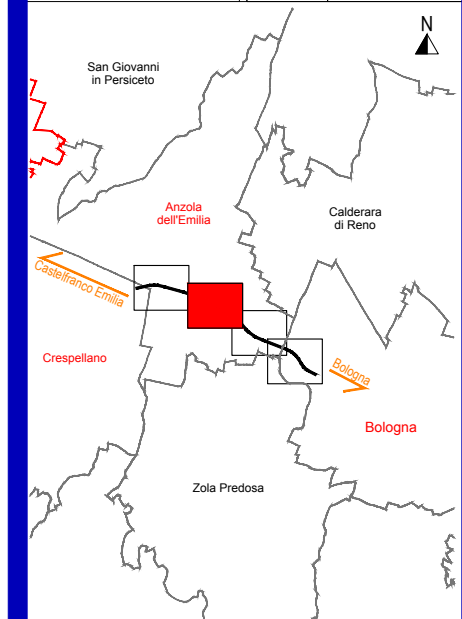 N
San Giovanni
in Persiceto
Anzola
dell'Emilia
Calderara
di Reno
Castelfranco Emilia
Crespellano
Bologna
Bologna
Zola Predosa